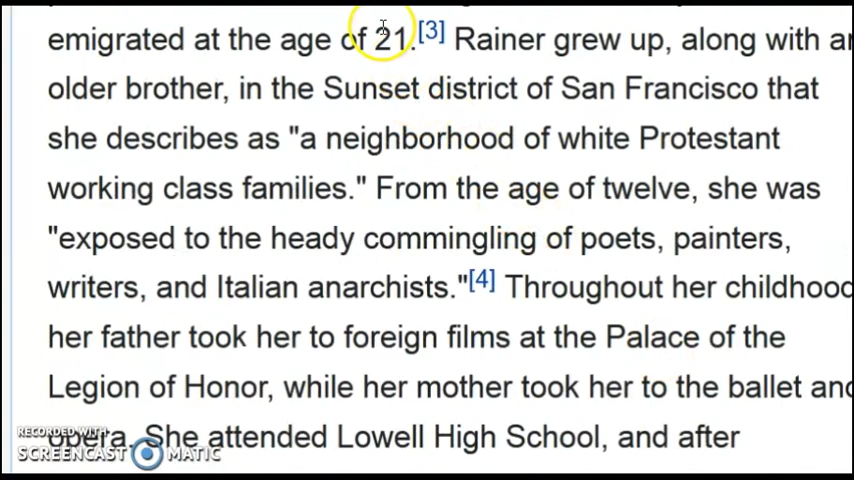 emigrated at the age of 21.[3] Rainer grew up, along with an
older brother, in the Sunset district of San Francisco that
she describes as "a neighborhood of white Protestant
working class families." From the age of twelve, she was
"exposed to the heady commingling of poets, painters,
writers, and Italian anarchists."[4] Throughout her childhood
her father took her to foreign films at the Palace of the
Legion of Honor, while her mother took her to the ballet and
opera. She attended Lowell High School, and after
RECORDED WITH
SCREENCAST MATIC